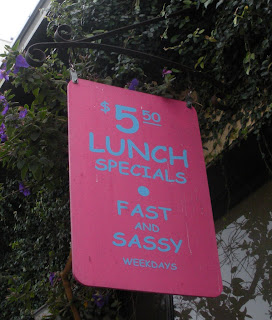 $5.50
LUNCH
SPECIALS
FAST
AND
SASSY
WEEKDAYS